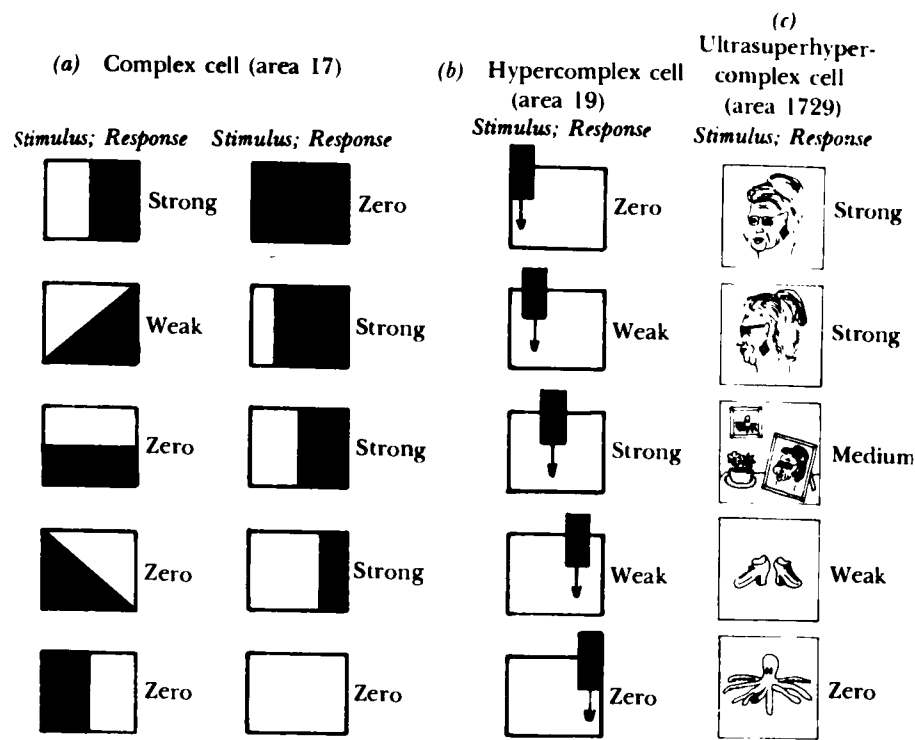 (a) Complex cell (area 17)
Stimulus; Response Stimulus; Response
Strong Zero
Weak Strong
Zero Strong
Zero Strong
Zero Zero
(b) Hypercomplex cell
(area 19)
Stimulus; Response
Zero
Weak
Strong
Weak
Zero
(c)
Ultrasuperhyper-
complex cell
(area 1729)
Stimulus; Response
Strong
Strong
Medium
Weak
Zero